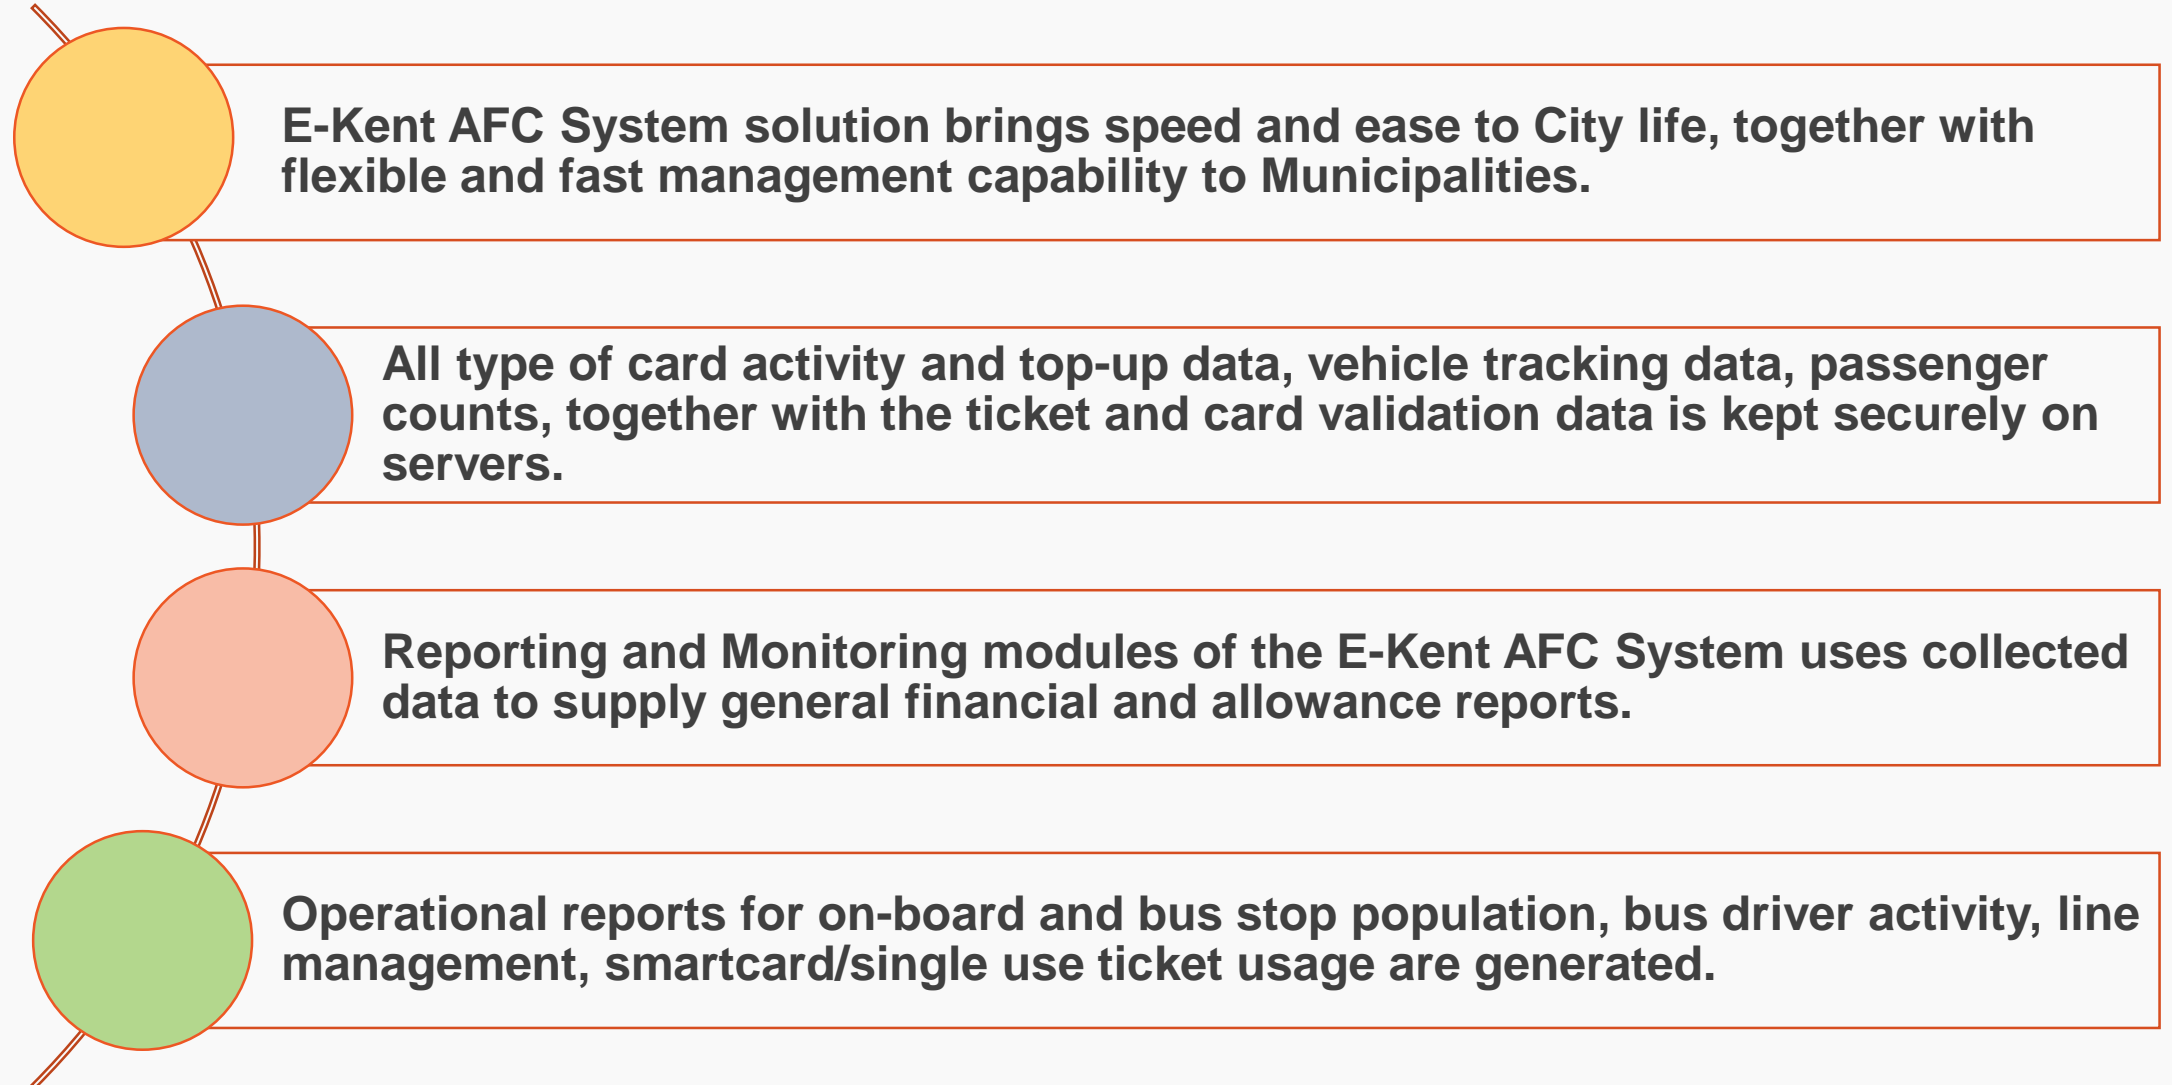 E-Kent AFC System solution brings speed and ease to City life, together with
flexible and fast management capability to Municipalities.
All type of card activity and top-up data, vehicle tracking data, passenger
counts, together with the ticket and card validation data is kept securely on
servers.
Reporting and Monitoring modules of the E-Kent AFC System uses collected
data to supply general financial and allowance reports.
Operational reports for on-board and bus stop population, bus driver activity, line
management, smartcard/single use ticket usage are generated.